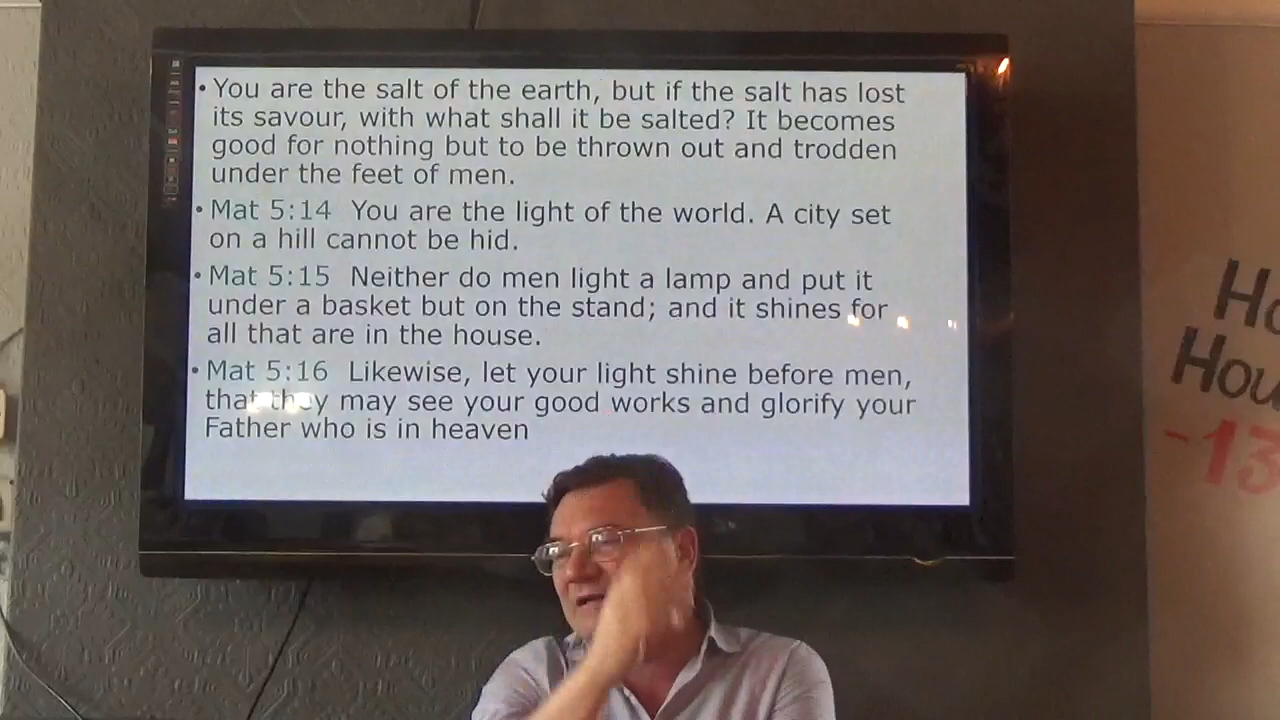 • You are the salt of the earth, but if the salt has lost
its savour, with what shall it be salted? It becomes
good for nothing but to be thrown out and trodden
under the feet of men.
• Mat 5:14 You are the light of the world. A city set
on a hill cannot be hid.
• Mat 5:15 Neither do men light a lamp and put it
under a basket but on the stand; and it shines for
all that are in the house.
• Mat 5:16 Likewise, let your light shine before men,
that they may see your good works and glorify your
Father who is in heaven
-13